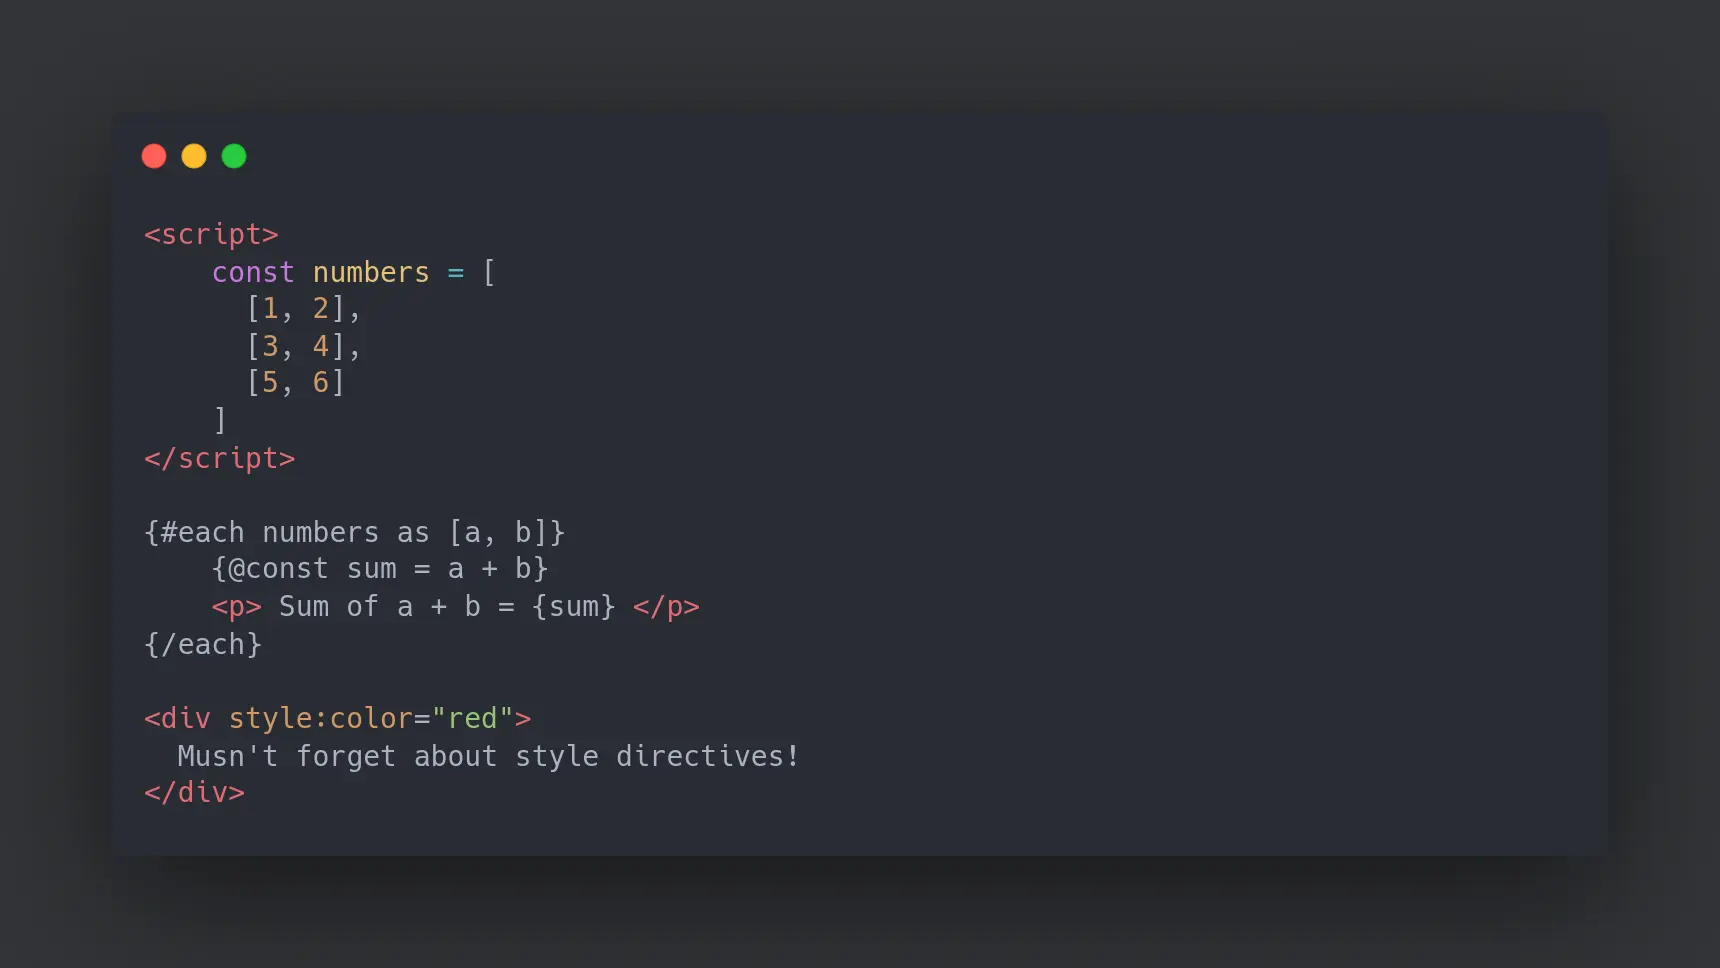 <script>
    const numbers = [
      [1, 2],
      [3, 4],
      [5, 6]
    ]
</script>

{#each numbers as [a, b]}
    {@const sum = a + b}
    <p> Sum of a + b = {sum} </p>
{/each}

<div style:color="red">
  Musn't forget about style directives!
</div>